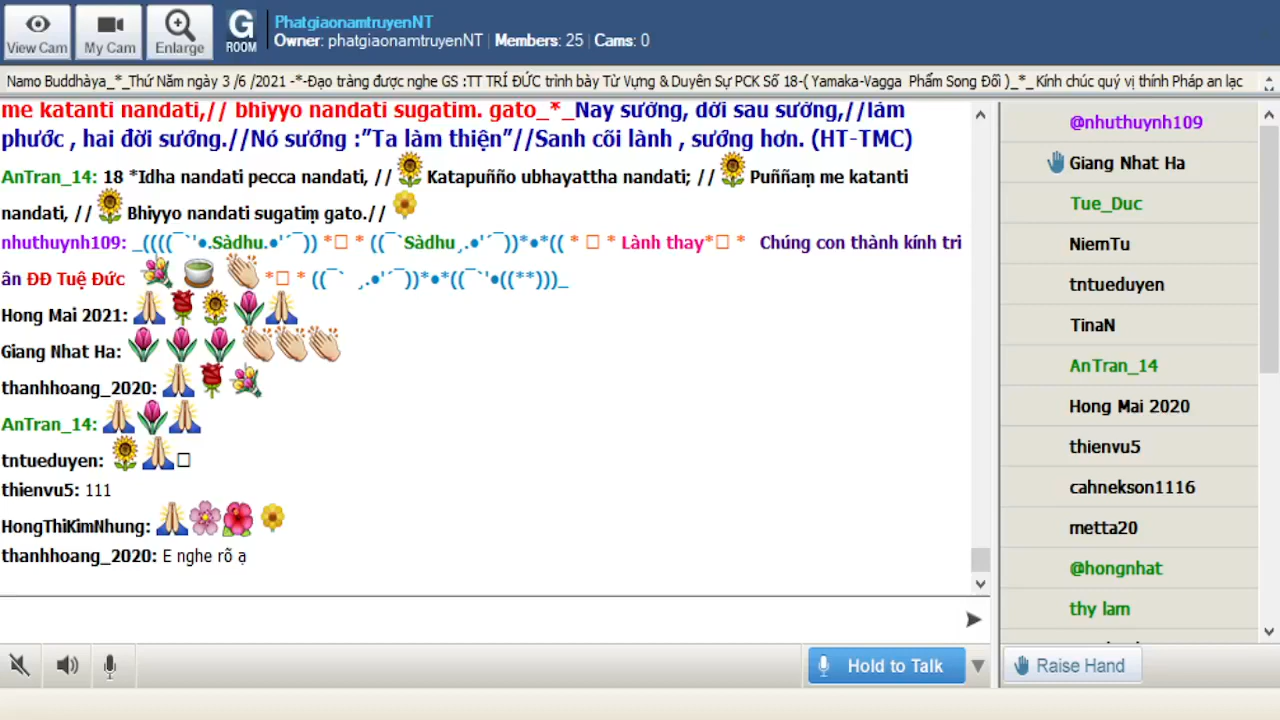 View Cam
My Cam
Enlarge
G
ROOM
PhatgiaonamtruyenNT
Owner: phatgiaonamtruyenNT | Members: 25 | Cams: 0
Namo Buddhàya_*_Thứ Năm ngày 3 /6 /2021 -*-Đạo tràng được nghe GS :TT TRÍ ĐỨC trình bày Từ Vựng & Duyên Sự PCK Số 18-( Yamaka-Vagga Phẩm Song Đối )_*_ Kính chúc quý vị thính Pháp an lạc
me katanti nandati,// bhiyyo nandati sugatim. gato_*_Nay sướng, dời sau sướng,//làm
phước , hai đời sướng.//Nó sướng :”Ta làm thiện”//Sanh cõi lành , sướng hơn. (HT-TMC)
AnTran_14: 18 *Idha nandati pecca nandati, // 🌻 Katapuñño ubhayattha nandati; // 🌻 Puññaṃ me katanti
nandati, // 🌻 Bhiyyo nandati sugatiṃ gato.// 🌼
nhuthuynh109: _((((¯`'•.Sàdhu.•'´¯)) *□ * ((¯`Sàdhu¸.•'´¯))*•*(( * □ * Lành thay*□ * Chúng con thành kính tri
ân ĐĐ Tuệ Đức 💐 🍵 👏 *□ * ((¯` ¸.•'´¯))*•*((¯`'•((**)))_
Hong Mai 2021: 🙏🌹🌻🌷🙏
Giang Nhat Ha: 🌷🌷🌷👏👏👏
thanhhoang_2020: 🙏🌹💐
AnTran_14: 🙏🌷🙏
tntueduyen: 🌻🙏□
thienvu5: 111
HongThiKimNhung: 🙏🌸🌺🌼
thanhhoang_2020: E nghe rõ ạ
Hold to Talk
@nhuthuynh109
Giang Nhat Ha
Tue_Duc
NiemTu
tntueduyen
TinaN
AnTran_14
Hong Mai 2020
thienvu5
cahnekson1116
metta20
@hongnhat
thy lam
Raise Hand